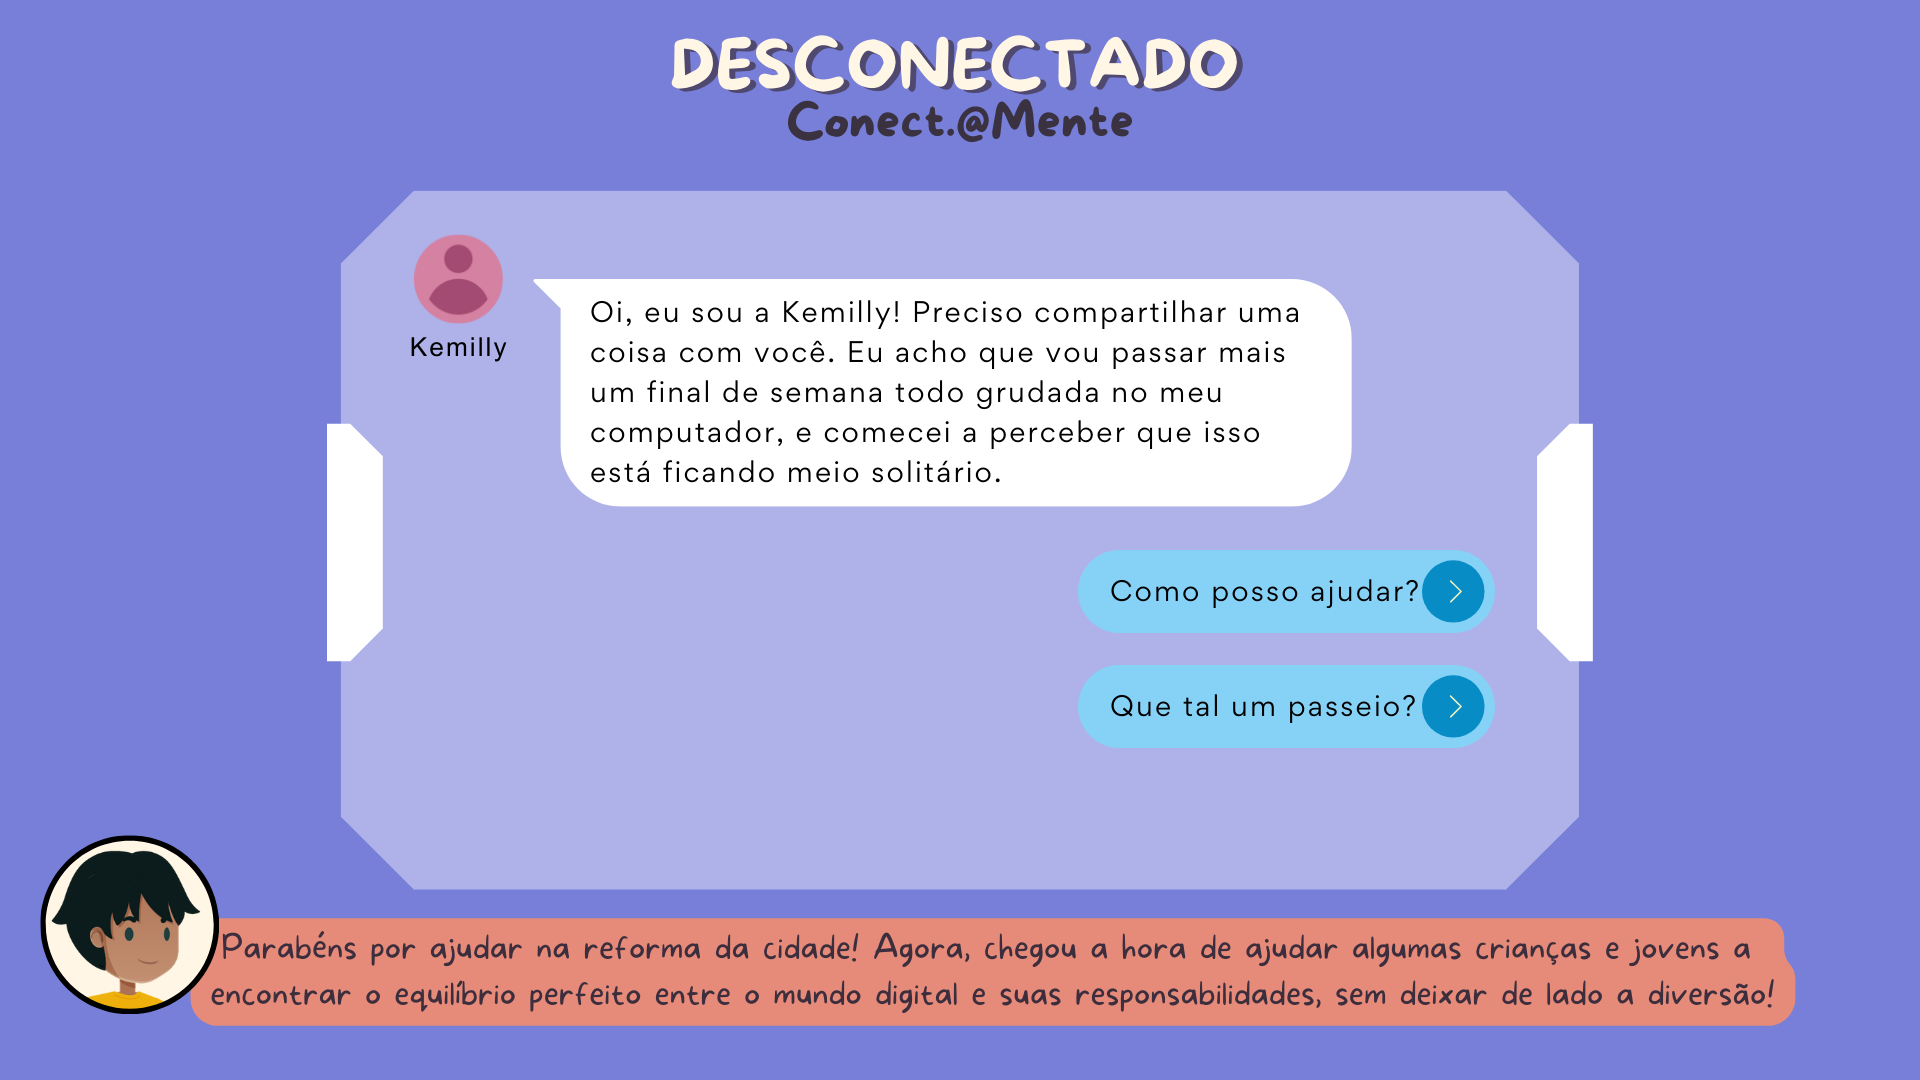 DESCONECTADO
Conect.@Mente
Oi, eu sou a Kemilly! Preciso compartilhar uma
coisa com você. Eu acho que vou passar mais
um final de semana todo grudada no meu
computador, e comecei a perceber que isso
está ficando meio solitário.
Kemilly
Como posso ajudar?
Que tal um passeio?
Parabéns por ajudar na reforma da cidade! Agora, chegou a hora de ajudar algumas crianças e jovens a
encontrar o equilíbrio perfeito entre o mundo digital e suas responsabilidades, sem deixar de lado a diversão!